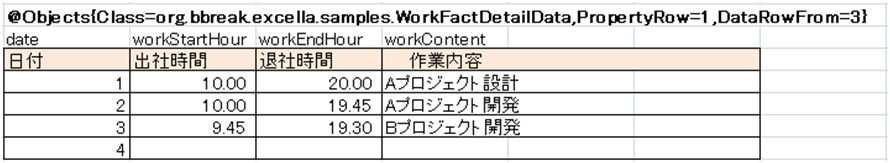 @Objects{Class=org.bbreak.excella.samples.WorkFactDetailData,PropertyRow=1,DataRowFrom=3}
date workStartHour workEndHour workContent
日付 出社時間 退社時間 作業内容
1 10.00 20.00 Aプロジェクト設計
2 10.00 19.45 Aプロジェクト開発
3 9.45 19.30 Bプロジェクト開発
4